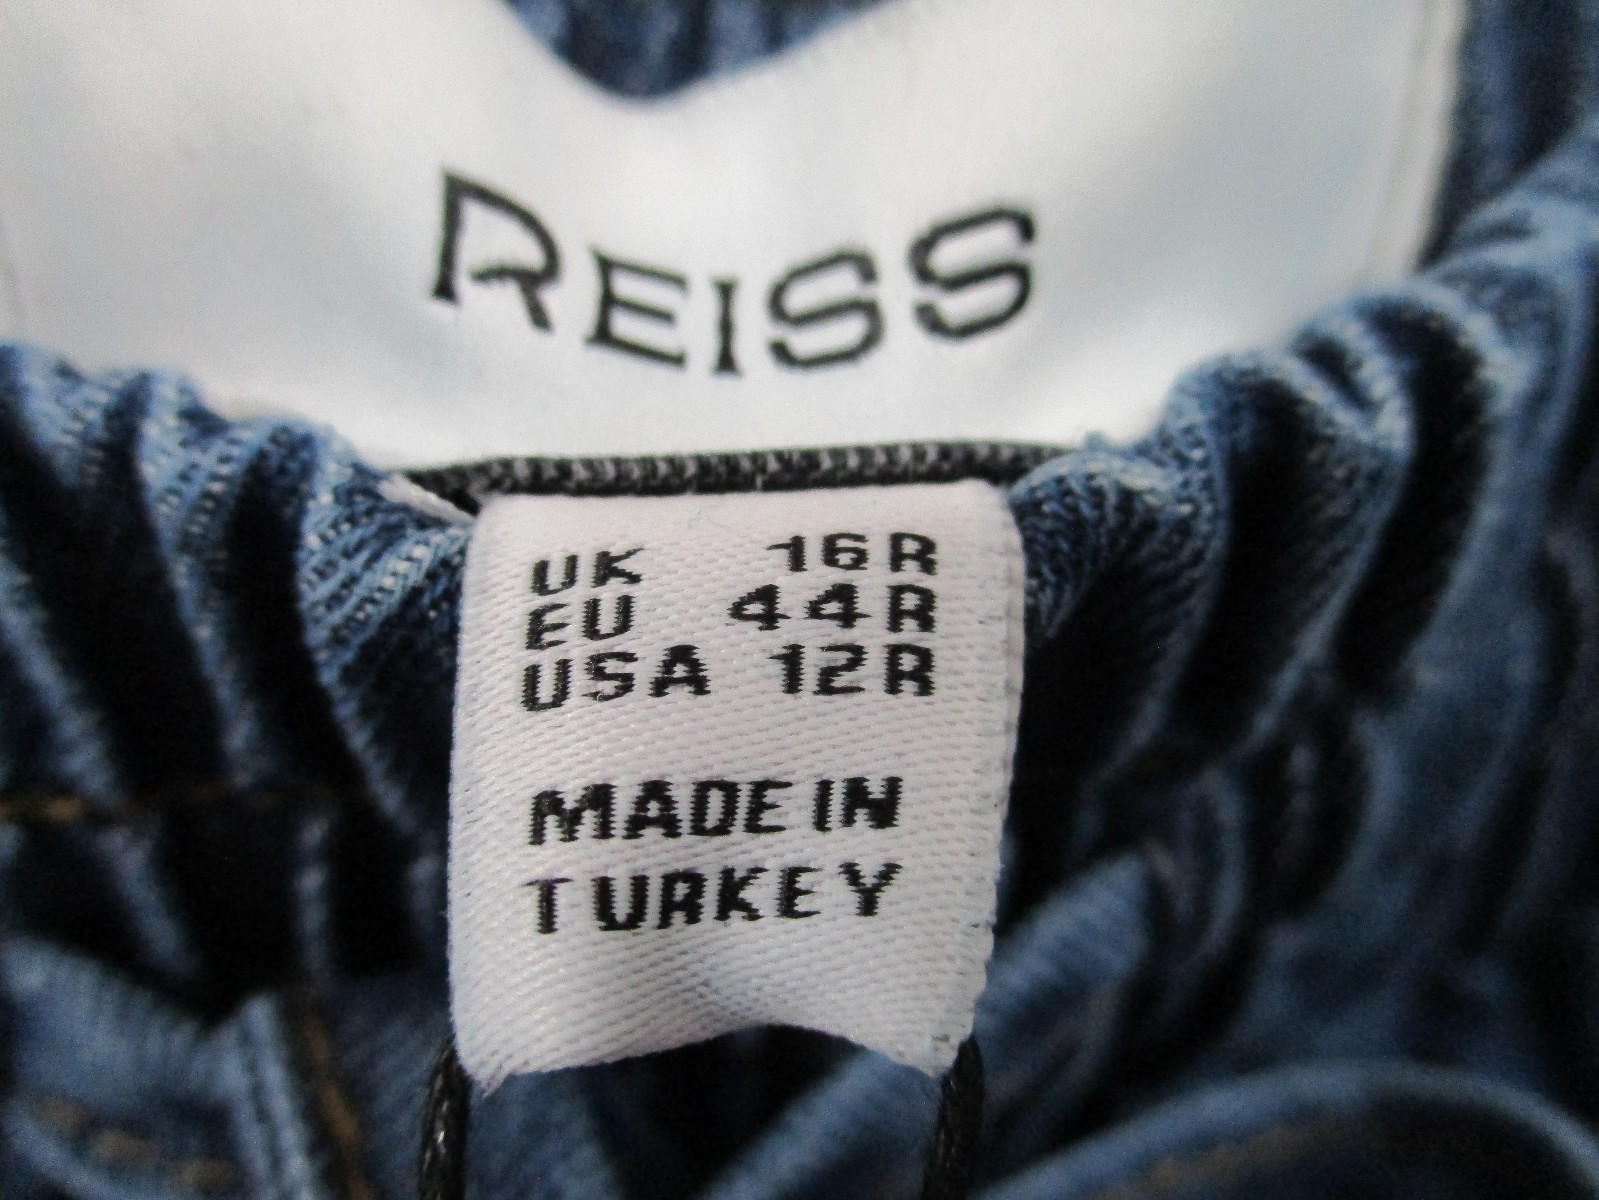 REISS
UK 16R
EU 44R
USA 12R
MADE IN
TURKEY